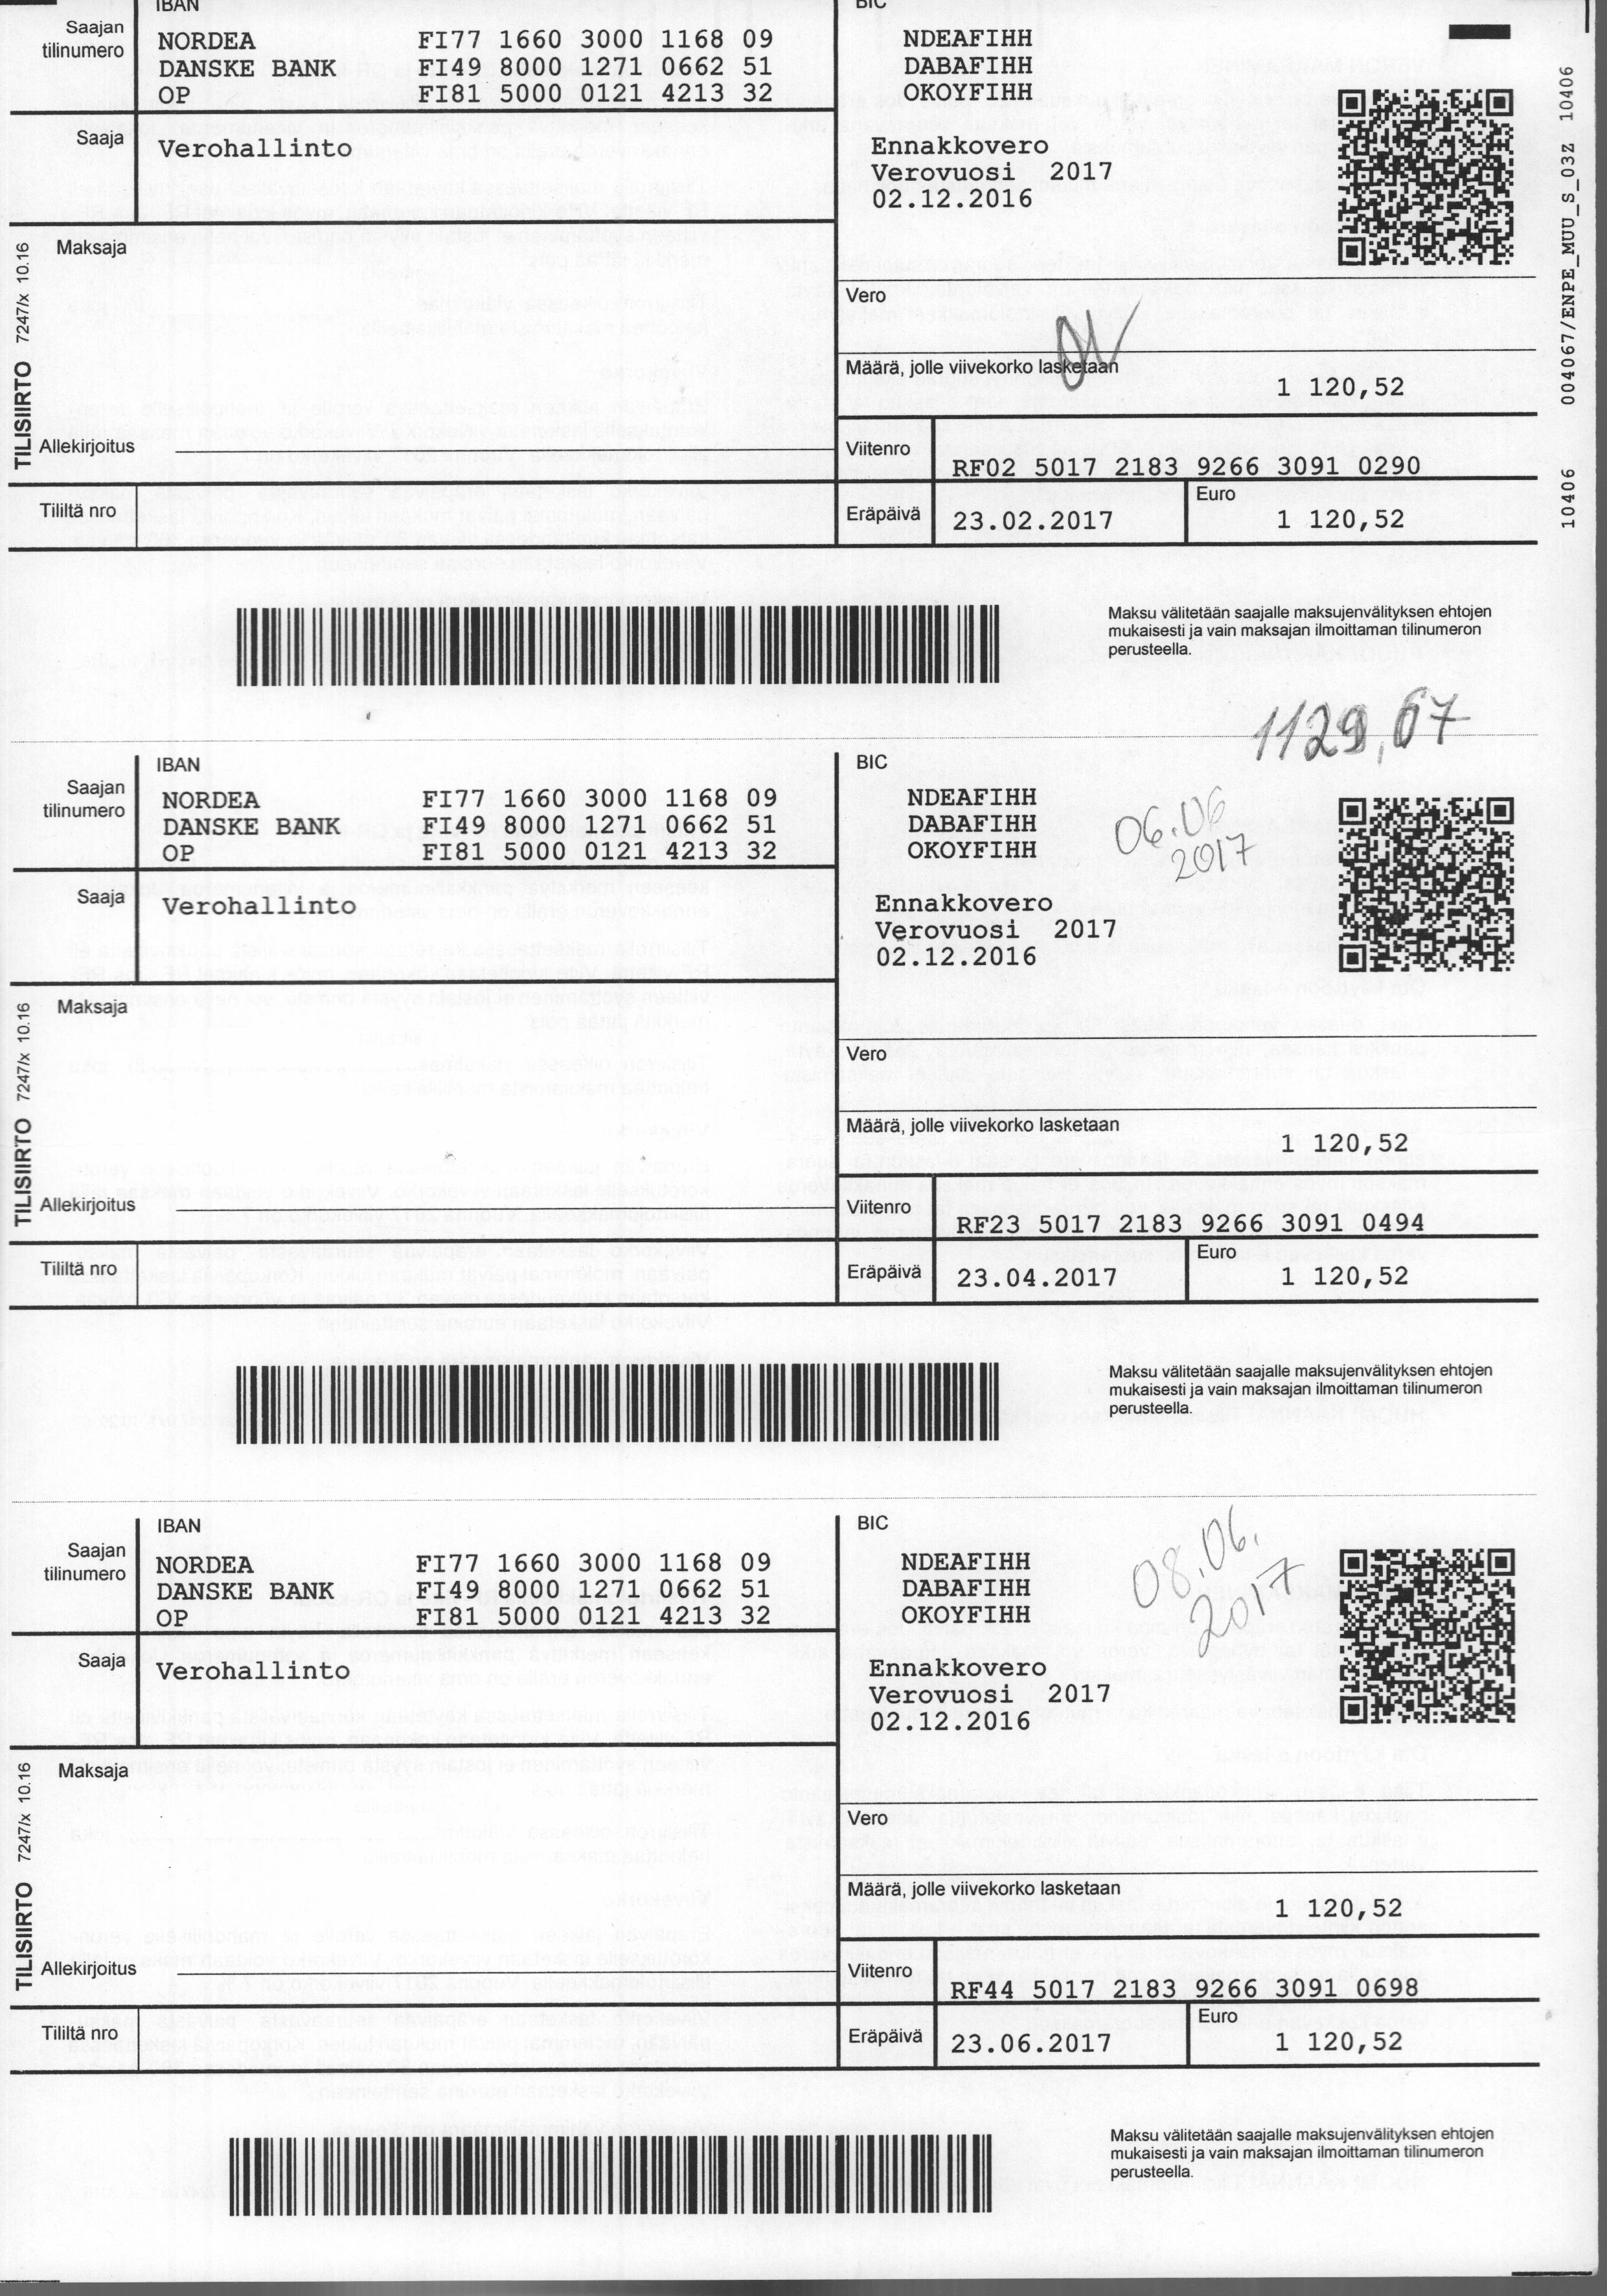 IBAN
BIC
Saajan
tilinumero
NORDEA FI77 1660 3000 1168 09 NDEAFIHH
DANSKE BANK FI49 8000 1271 0662 51 DABAFIHH
OP FI81 5000 0121 4213 32 OKOYFIHH
Saaja
Verohallinto
Ennakkovero
Verovuosi 2017
02.12.2016
Maksaja
Vero
Määrä, jolle viivekorko lasketaan
1 120,52
Allekirjoitus
Viitenro
RF02 5017 2183 9266 3091 0290
Tililtä nro
Eräpäivä
23.02.2017
Euro
1 120,52
TILISIIRTO 7247/x 10.16
10406 004067/ENPE_MUU_S_03Z 10406
Maksu välitetään saajalle maksujenvälityksen ehtojen
mukaisesti ja vain maksajan ilmoittaman tilinumeron
perusteella.
1129,67
IBAN
BIC
Saajan
tilinumero
NORDEA FI77 1660 3000 1168 09 NDEAFIHH
DANSKE BANK FI49 8000 1271 0662 51 DABAFIHH
OP FI81 5000 0121 4213 32 OKOYFIHH
06.06
2017
Saaja
Verohallinto
Ennakkovero
Verovuosi 2017
02.12.2016
Maksaja
Vero
Määrä, jolle viivekorko lasketaan
1 120,52
Allekirjoitus
Viitenro
RF23 5017 2183 9266 3091 0494
Tililtä nro
Eräpäivä
23.04.2017
Euro
1 120,52
TILISIIRTO 7247/x 10.16
Maksu välitetään saajalle maksujenvälityksen ehtojen
mukaisesti ja vain maksajan ilmoittaman tilinumeron
perusteella.
IBAN
BIC
Saajan
tilinumero
NORDEA FI77 1660 3000 1168 09 NDEAFIHH
DANSKE BANK FI49 8000 1271 0662 51 DABAFIHH
OP FI81 5000 0121 4213 32 OKOYFIHH
08.06.
2017
Saaja
Verohallinto
Ennakkovero
Verovuosi 2017
02.12.2016
Maksaja
Vero
Määrä, jolle viivekorko lasketaan
1 120,52
Allekirjoitus
Viitenro
RF44 5017 2183 9266 3091 0698
Tililtä nro
Eräpäivä
23.06.2017
Euro
1 120,52
TILISIIRTO 7247/x 10.16
Maksu välitetään saajalle maksujenvälityksen ehtojen
mukaisesti ja vain maksajan ilmoittaman tilinumeron
perusteella.